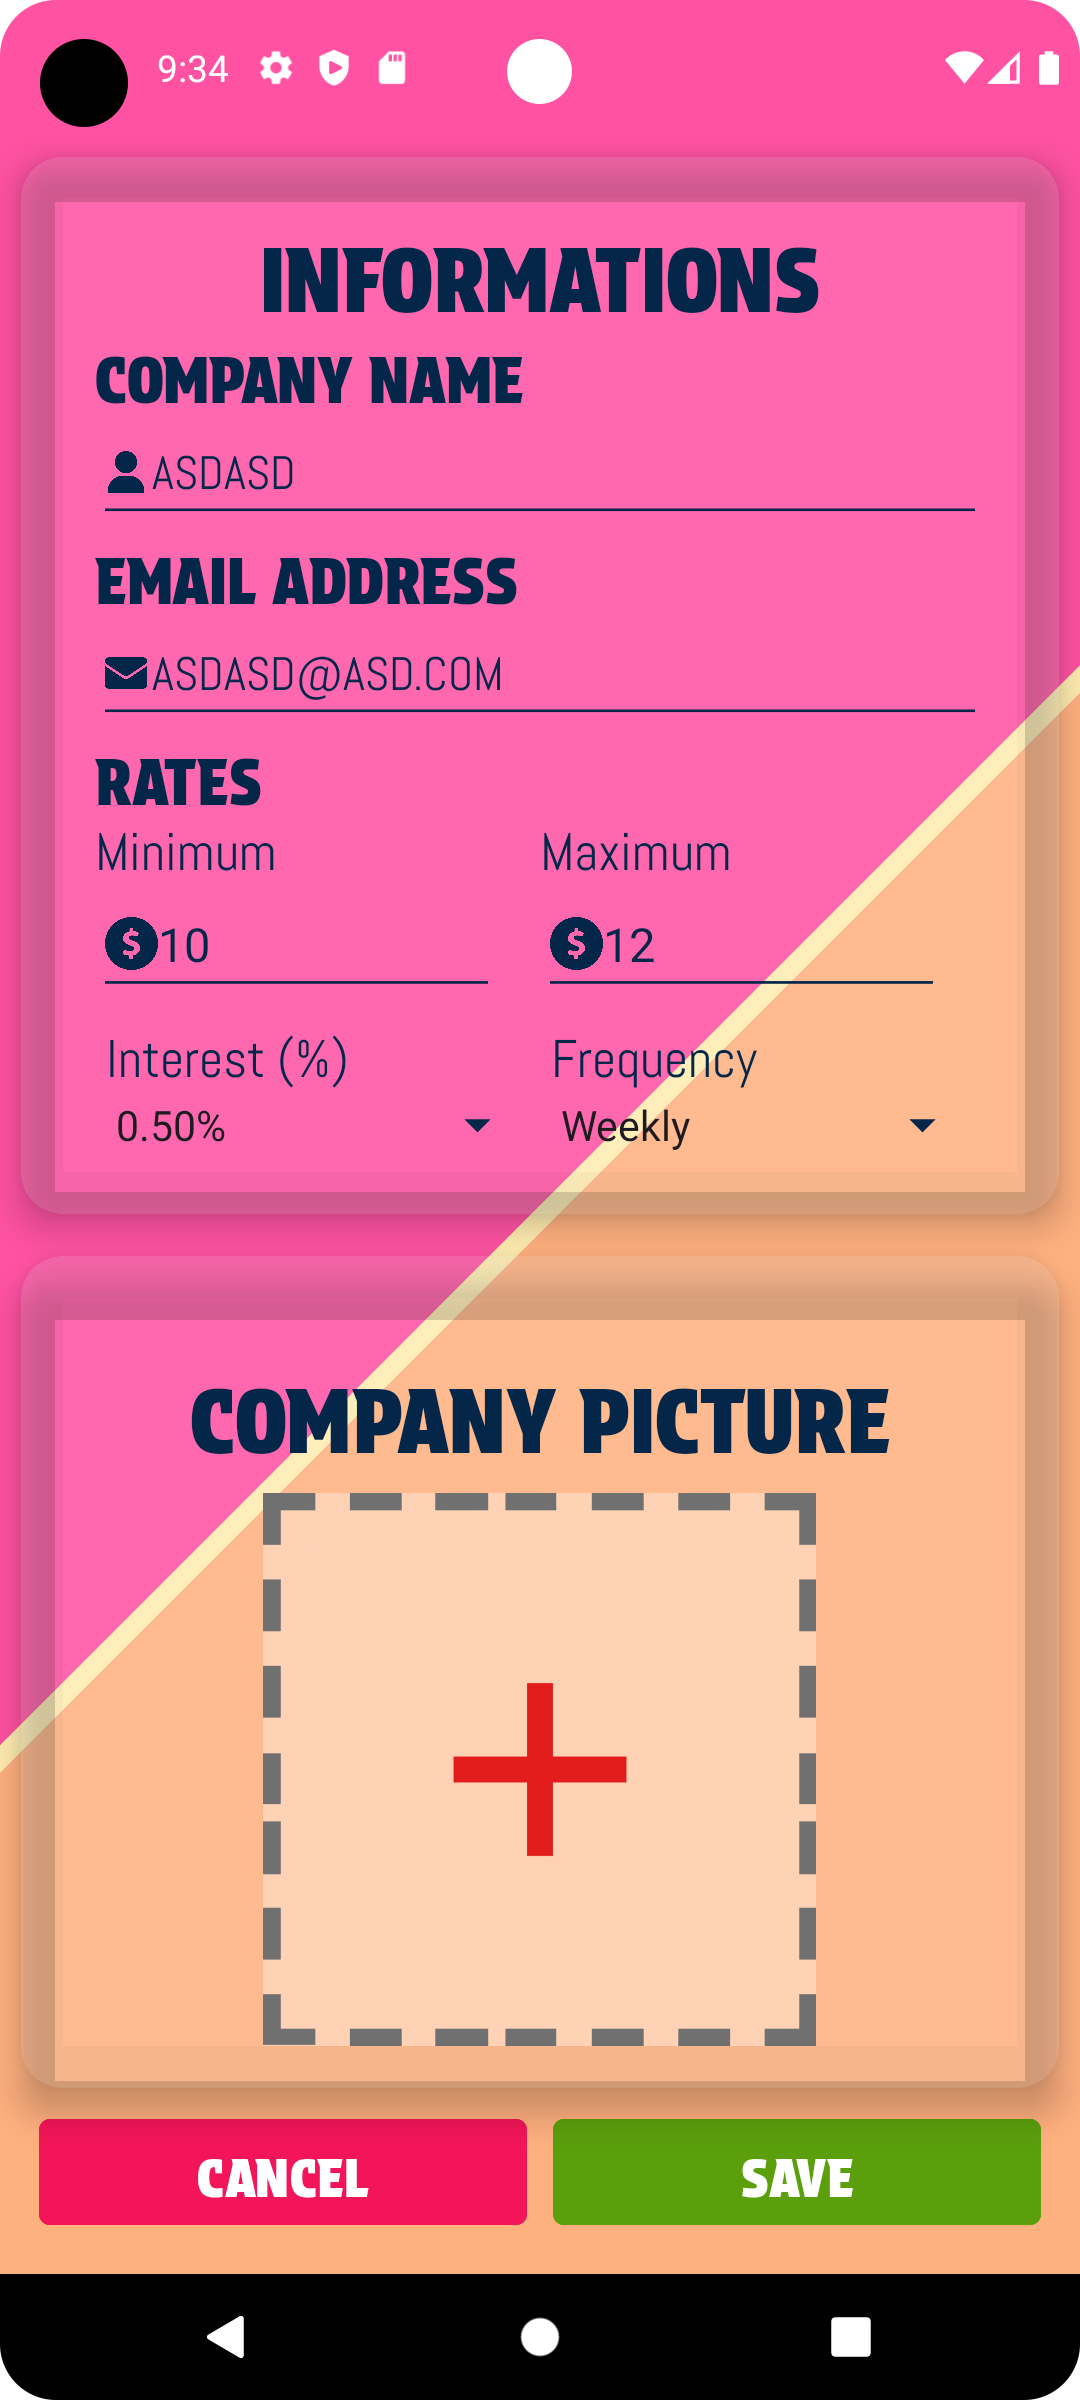 9:34
INFORMATIONS
COMPANY NAME
ASDASD
EMAIL ADDRESS
ASDASD@ASD.COM
RATES
Minimum Maximum
$ 10 $ 12
Interest (%) Frequency
0.50% Weekly
COMPANY PICTURE
CANCEL SAVE